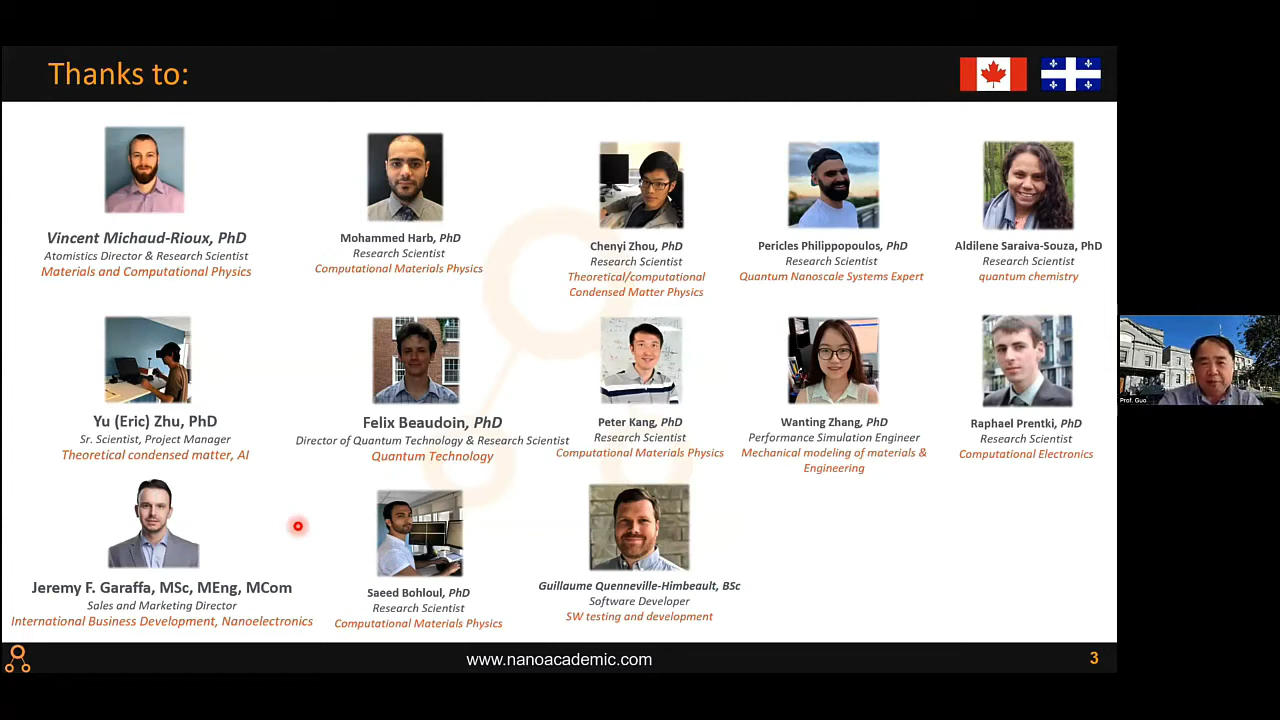 Thanks to:
Vincent Michaud-Rioux, PhD
Atomistics Director & Research Scientist
Materials and Computational Physics
Mohammed Harb, PhD
Research Scientist
Computational Materials Physics
Chenyi Zhou, PhD
Research Scientist
Theoretical/computational
Condensed Matter Physics
Pericles Philippopoulos, PhD
Research Scientist
Quantum Nanoscale Systems Expert
Aldilene Saraiva-Souza, PhD
Research Scientist
quantum chemistry
Yu (Eric) Zhu, PhD
Sr. Scientist, Project Manager
Theoretical condensed matter, AI
Felix Beaudoin, PhD
Director of Quantum Technology & Research Scientist
Quantum Technology
Peter Kang, PhD
Research Scientist
Computational Materials Physics
Wanting Zhang, PhD
Performance Simulation Engineer
Mechanical modeling of materials &
Engineering
Raphael Prentki, PhD
Research Scientist
Computational Electronics
Jeremy F. Garaffa, MSc, MEng, MCom
Sales and Marketing Director
International Business Development, Nanoelectronics
Saeed Bohloul, PhD
Research Scientist
Computational Materials Physics
Guillaume Quenneville-Himbeault, BSc
Software Developer
SW testing and development
www.nanoacademic.com
3
Prof. Guo